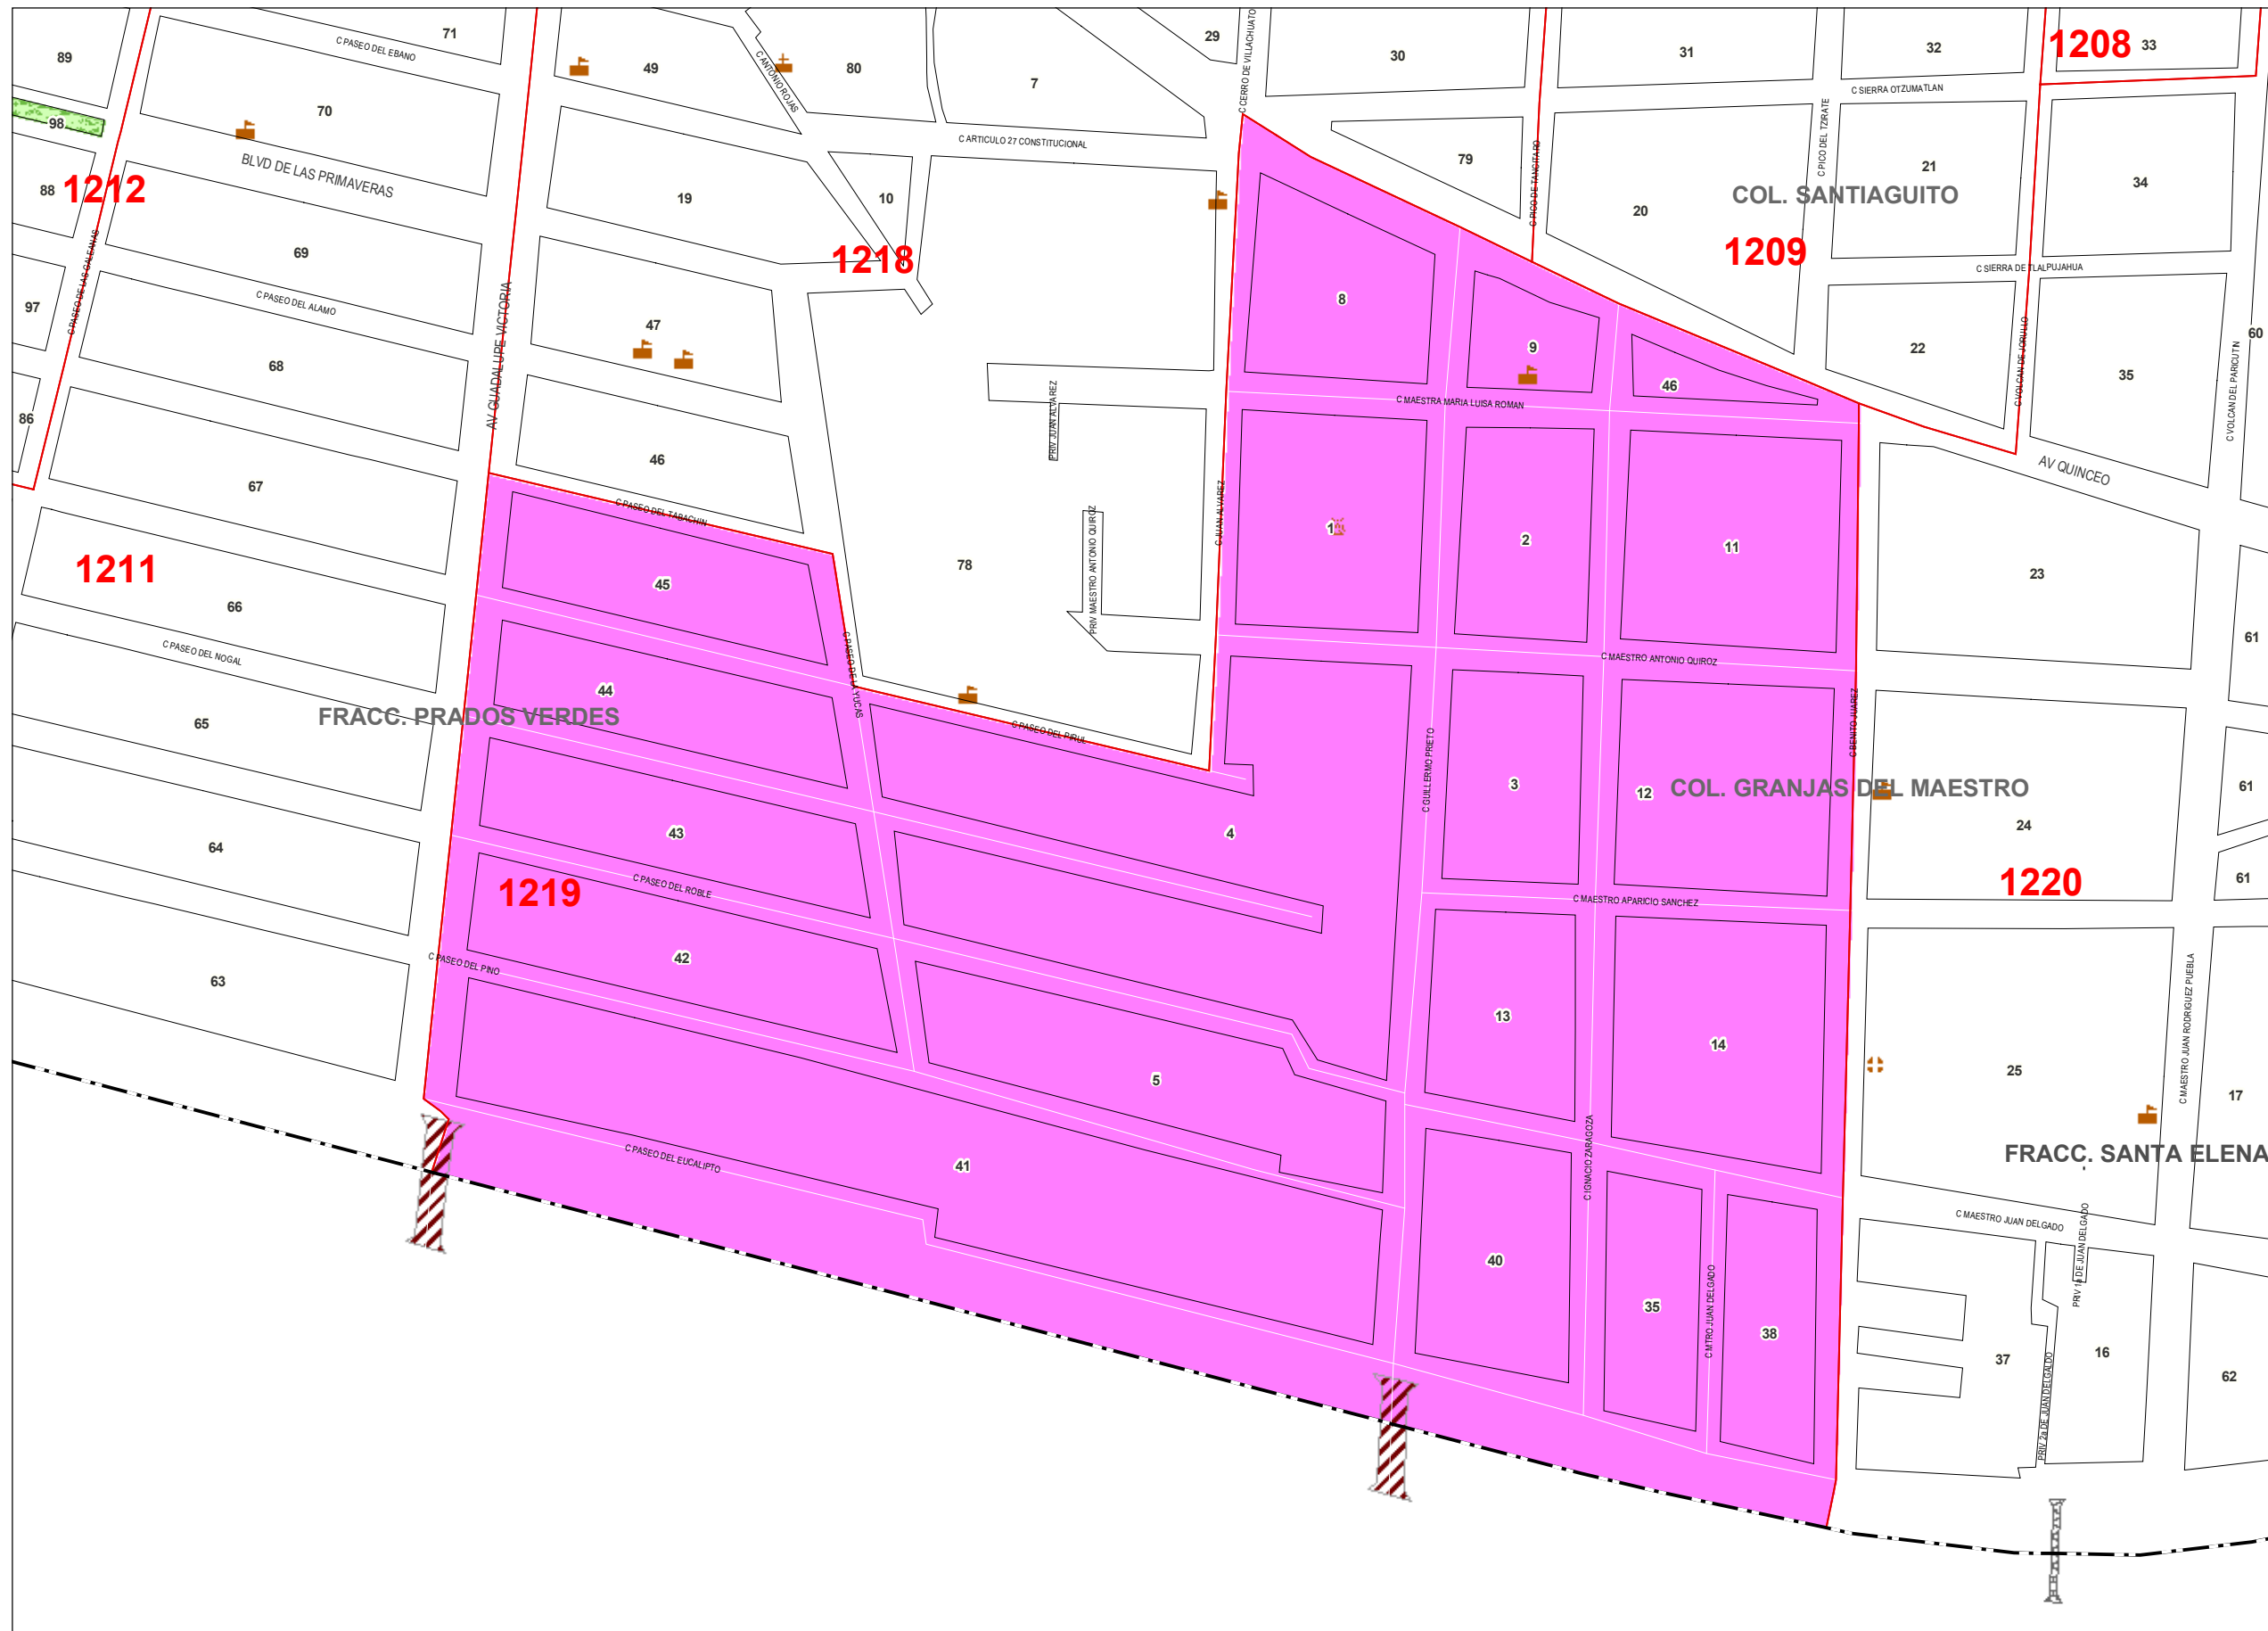 71
89
C PASEO DEL EBANO
49
80
7
29
C CERRO DE VILLACHUATO
30
31
32
1208
33
C ANTONIO ROJAS
70
98
C SIERRA OTZUMATLAN
C ARTICULO 27 CONSTITUCIONAL
C PICO DEL TZIRATE
BLVD DE LAS PRIMAVERAS
88
1212
79
C PICO DE TANCITARO
21
34
19
10
20
COL. SANTIAGUITO
69
C PASEO DE LAS GALEANAS
1218
1209
C SIERRA DE TLALPUJAHUA
97
C PASEO DEL ALAMO
AV GUADALUPE VICTORIA
47
8
9
22
C VOLCAN DE JORULLO
35
60
C VOLCAN DEL PARICUTIN
68
46
C MAESTRA MARIA LUISA ROMAN
PRIV JUAN ALVAREZ
86
46
AV QUINCEO
67
C PASEO DEL TABACHIN
C JUAN ALVAREZ
1
2
11
1211
45
78
PRIV MAESTRO ANTONIO QUIROZ
23
66
C PASEO DEL NOGAL
C PASEO DE LA YUCAS
C MAESTRO ANTONIO QUIROZ
61
44
65
FRACC. PRADOS VERDES
C PASEO DEL PIRUL
C GUILLERMO PRIETO
C BENITO JUAREZ
3
12
COL. GRANJAS DEL MAESTRO
61
43
4
24
64
1219
C PASEO DEL ROBLE
C MAESTRO APARICIO SANCHEZ
1220
61
42
C PASEO DEL PINO
63
13
14
C MAESTRO JUAN RODRIGUEZ PUEBLA
5
25
17
C IGNACIO ZARAGOZA
C PASEO DEL EUCALIPTO
41
FRACC. SANTA ELENA
C MAESTRO JUAN DELGADO
PRIV 1a DE JUAN DELGADO
40
35
C MTRO JUAN DELGADO
38
37
PRIV 2a DE JUAN DELGALDO
16
62